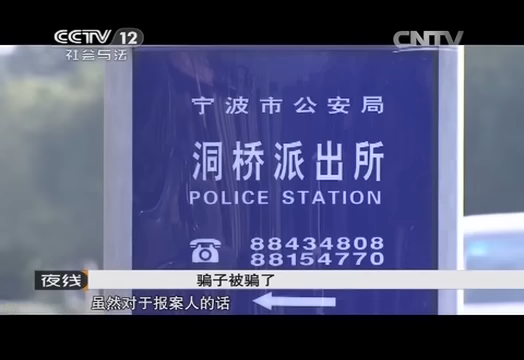 CCTV 12
社会与法
CNTV
宁波市公安局
洞桥派出所
POLICE STATION
88434808
88154770
夜线
骗子被骗了
虽然对于报案人的话